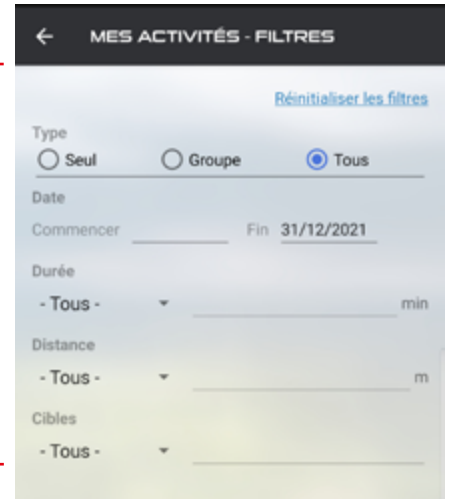 MES ACTIVITÉS - FILTRES
Réinitialiser les filtres
Type
Seul Groupe Tous
Date
Commencer Fin 31/12/2021
Durée
- Tous - min
Distance
- Tous - m
Cibles
- Tous -